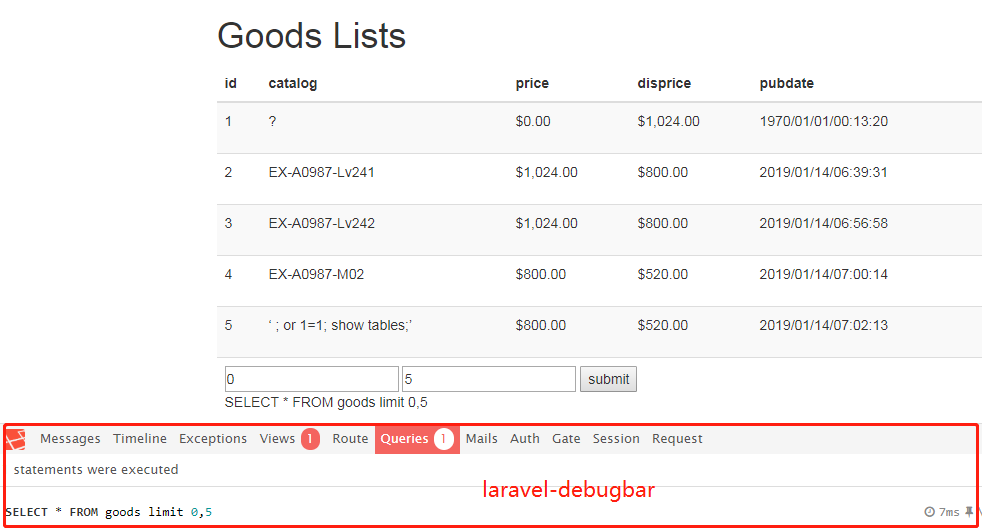 Goods Lists
id catalog price disprice pubdate
1 ? $0.00 $1,024.00 1970/01/01/00:13:20
2 EX-A0987-Lv241 $1,024.00 $800.00 2019/01/14/06:39:31
3 EX-A0987-Lv242 $1,024.00 $800.00 2019/01/14/06:56:58
4 EX-A0987-M02 $800.00 $520.00 2019/01/14/07:00:14
5 ‘ ; or 1=1; show tables;’ $800.00 $520.00 2019/01/14/07:02:13
0 5 submit
SELECT * FROM goods limit 0,5
Messages Timeline Exceptions Views 1 Route Queries 1 Mails Auth Gate Session Request
statements were executed
laravel-debugbar
SELECT * FROM goods limit 0,5 7ms